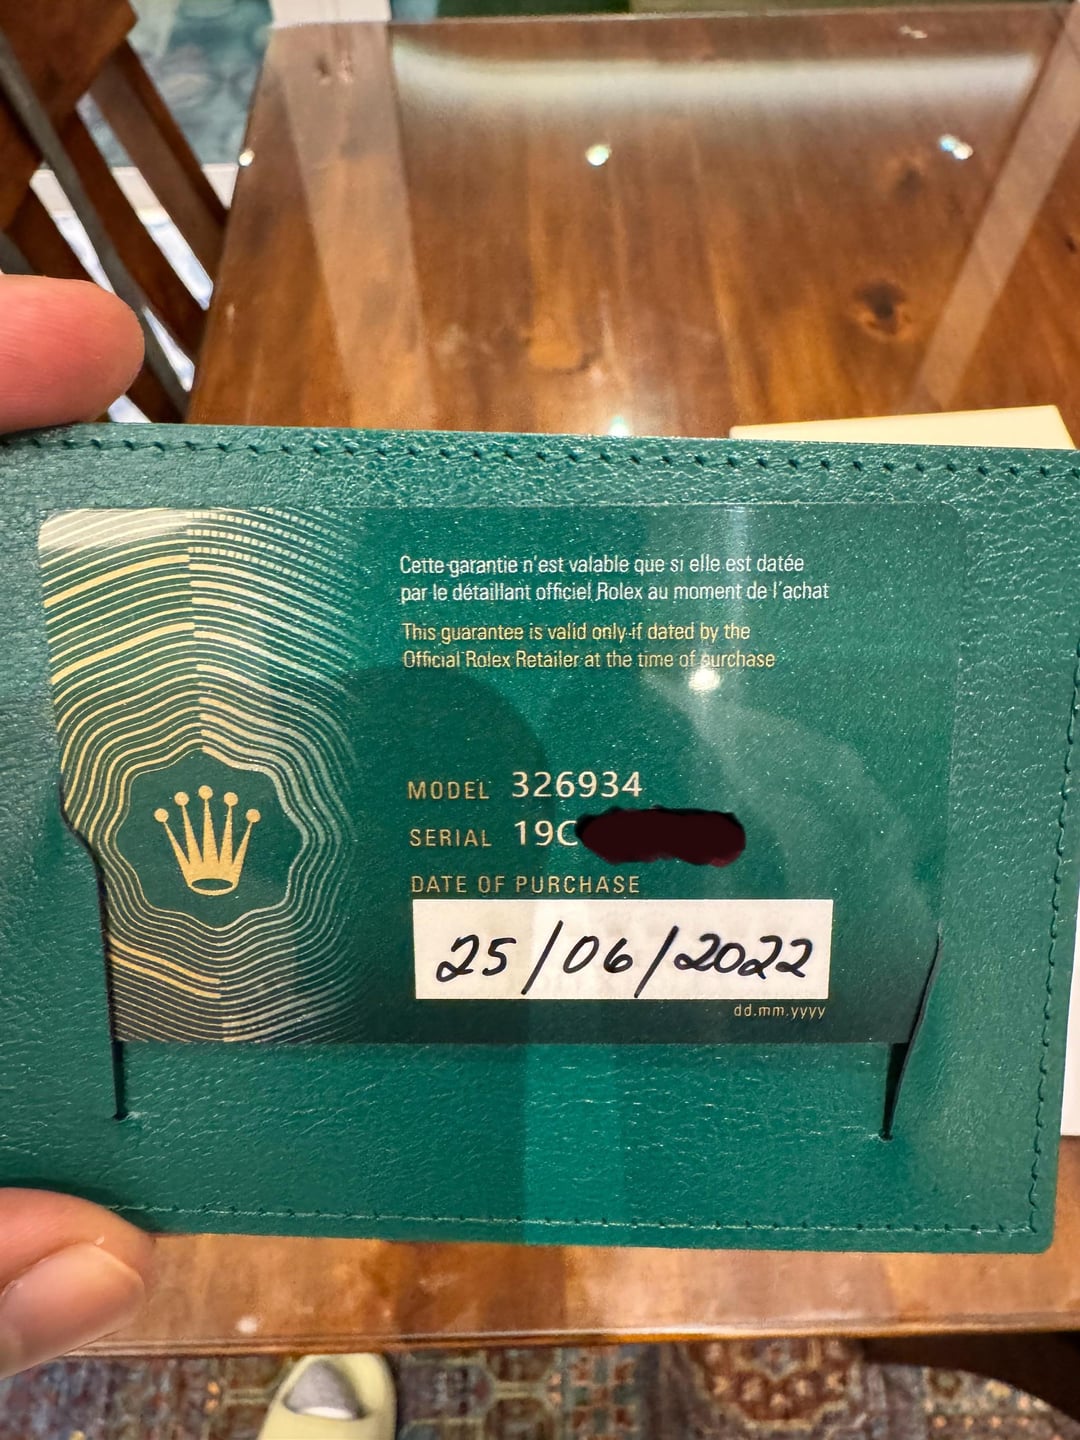 Cette garantie n'est valable que si elle est datée
par le détaillant officiel Rolex au moment de l'achat
This guarantee is valid only if dated by the
Official Rolex Retailer at the time of purchase
MODEL 326934
SERIAL 19C
DATE OF PURCHASE
25/06/2022
dd.mm.yyyy